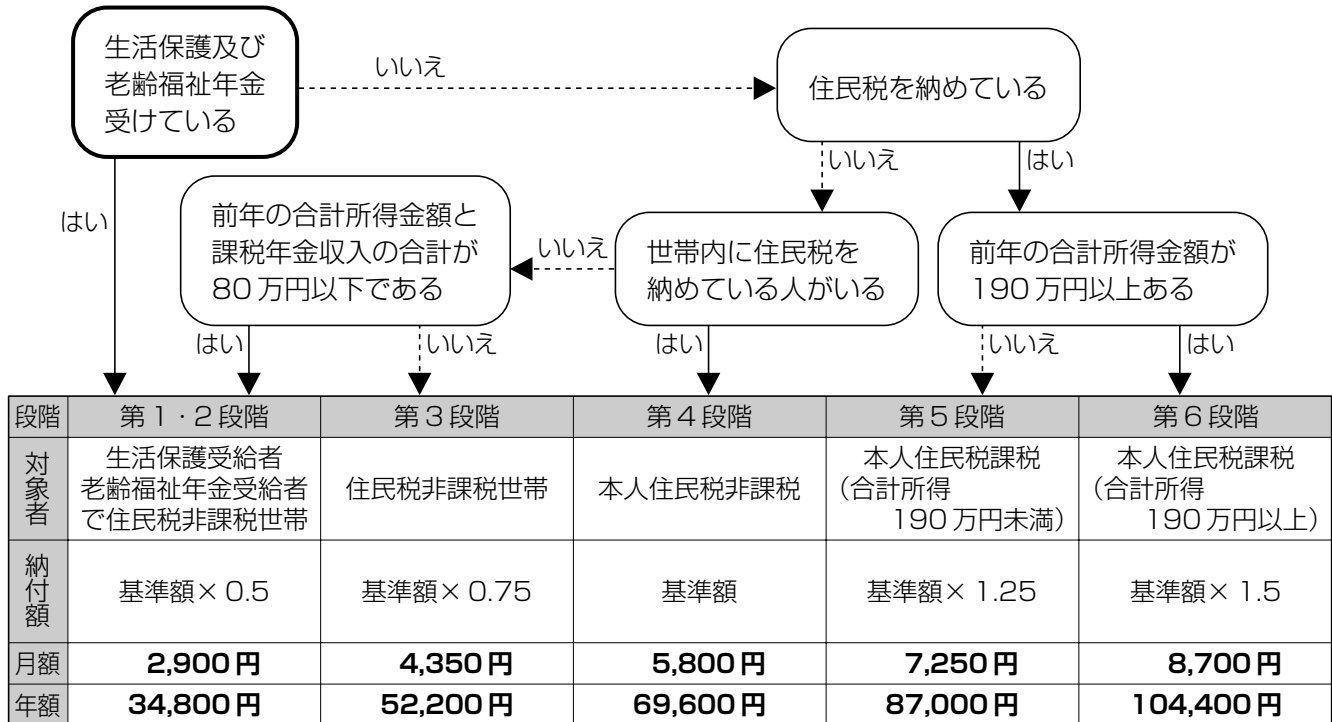 生活保護及び
老齢福祉年金
受けている
いいえ
住民税を納めている
はい
いいえ
はい
前年の合計所得金額と
課税年金収入の合計が
80万円以下である
いいえ
世帯内に住民税を
納めている人がいる
前年の合計所得金額が
190万円以上ある
はい
いいえ
はい
いいえ
はい
段階 第1・2段階 第3段階 第4段階 第5段階 第6段階
対象者
生活保護受給者
老齢福祉年金受給者
で住民税非課税世帯
住民税非課税世帯
本人住民税非課税
本人住民税課税
(合計所得
190万円未満)
本人住民税課税
(合計所得
190万円以上)
納付額 基準額×0.5 基準額×0.75 基準額 基準額×1.25 基準額×1.5
月額 2,900円 4,350円 5,800円 7,250円 8,700円
年額 34,800円 52,200円 69,600円 87,000円 104,400円